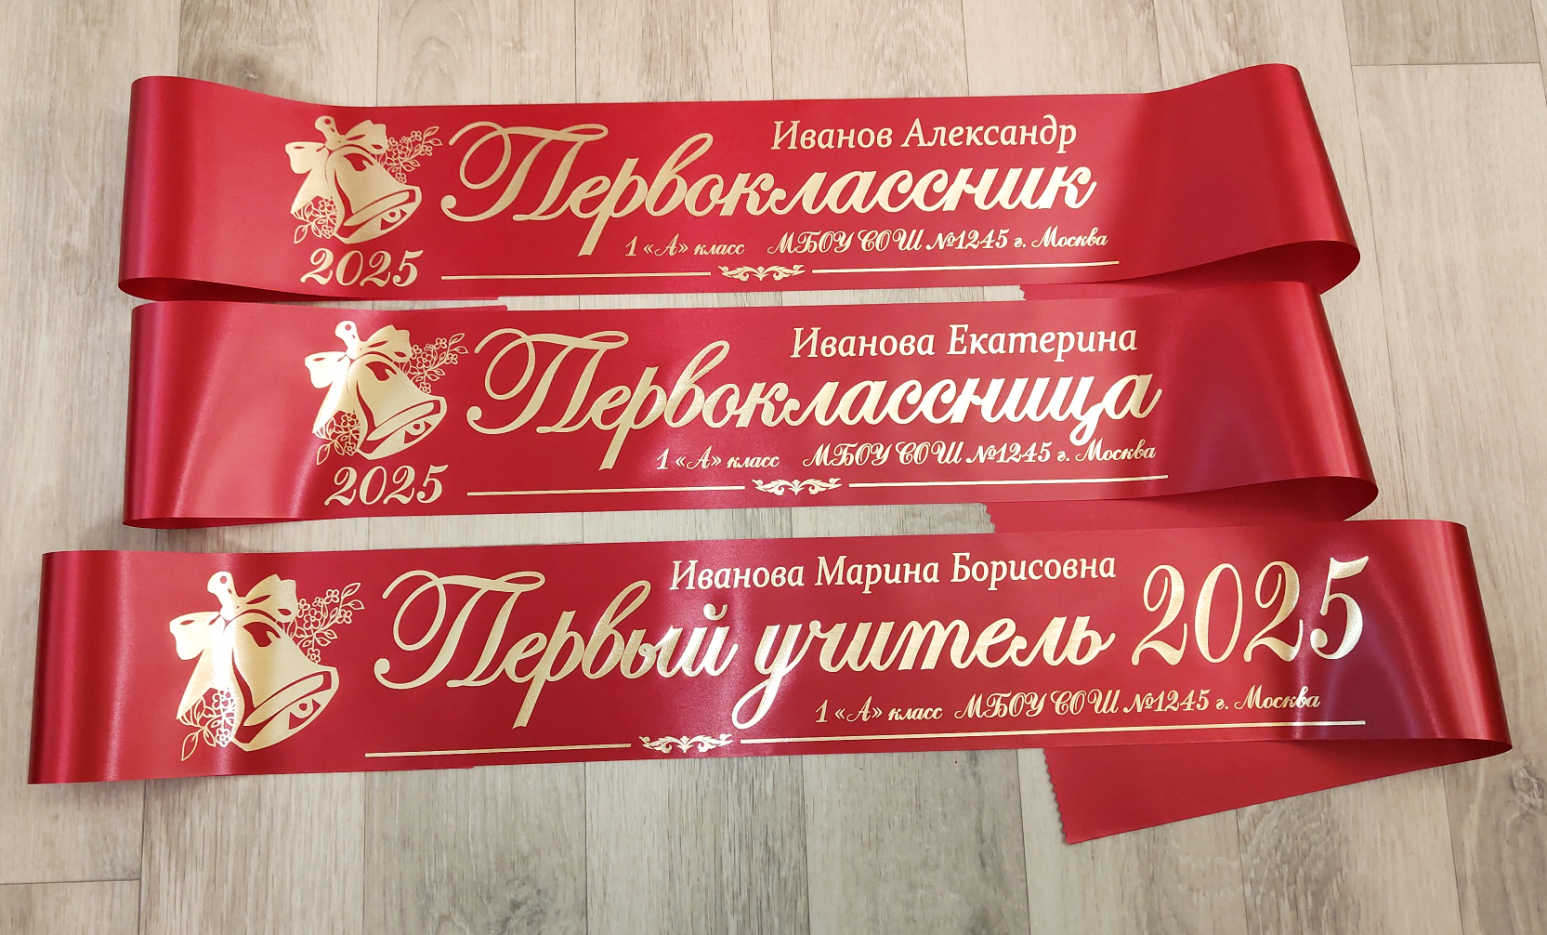 Иванов Александр
Первоклассник
1 «А» класс МБОУ СОШ №1245 г. Москва
2025
Иванова Екатерина
Первоклассница
1 «А» класс МБОУ СОШ №1245 г. Москва
2025
Иванова Марина Борисовна
Первый учитель 2025
1 «А» класс МБОУ СОШ №1245 г. Москва